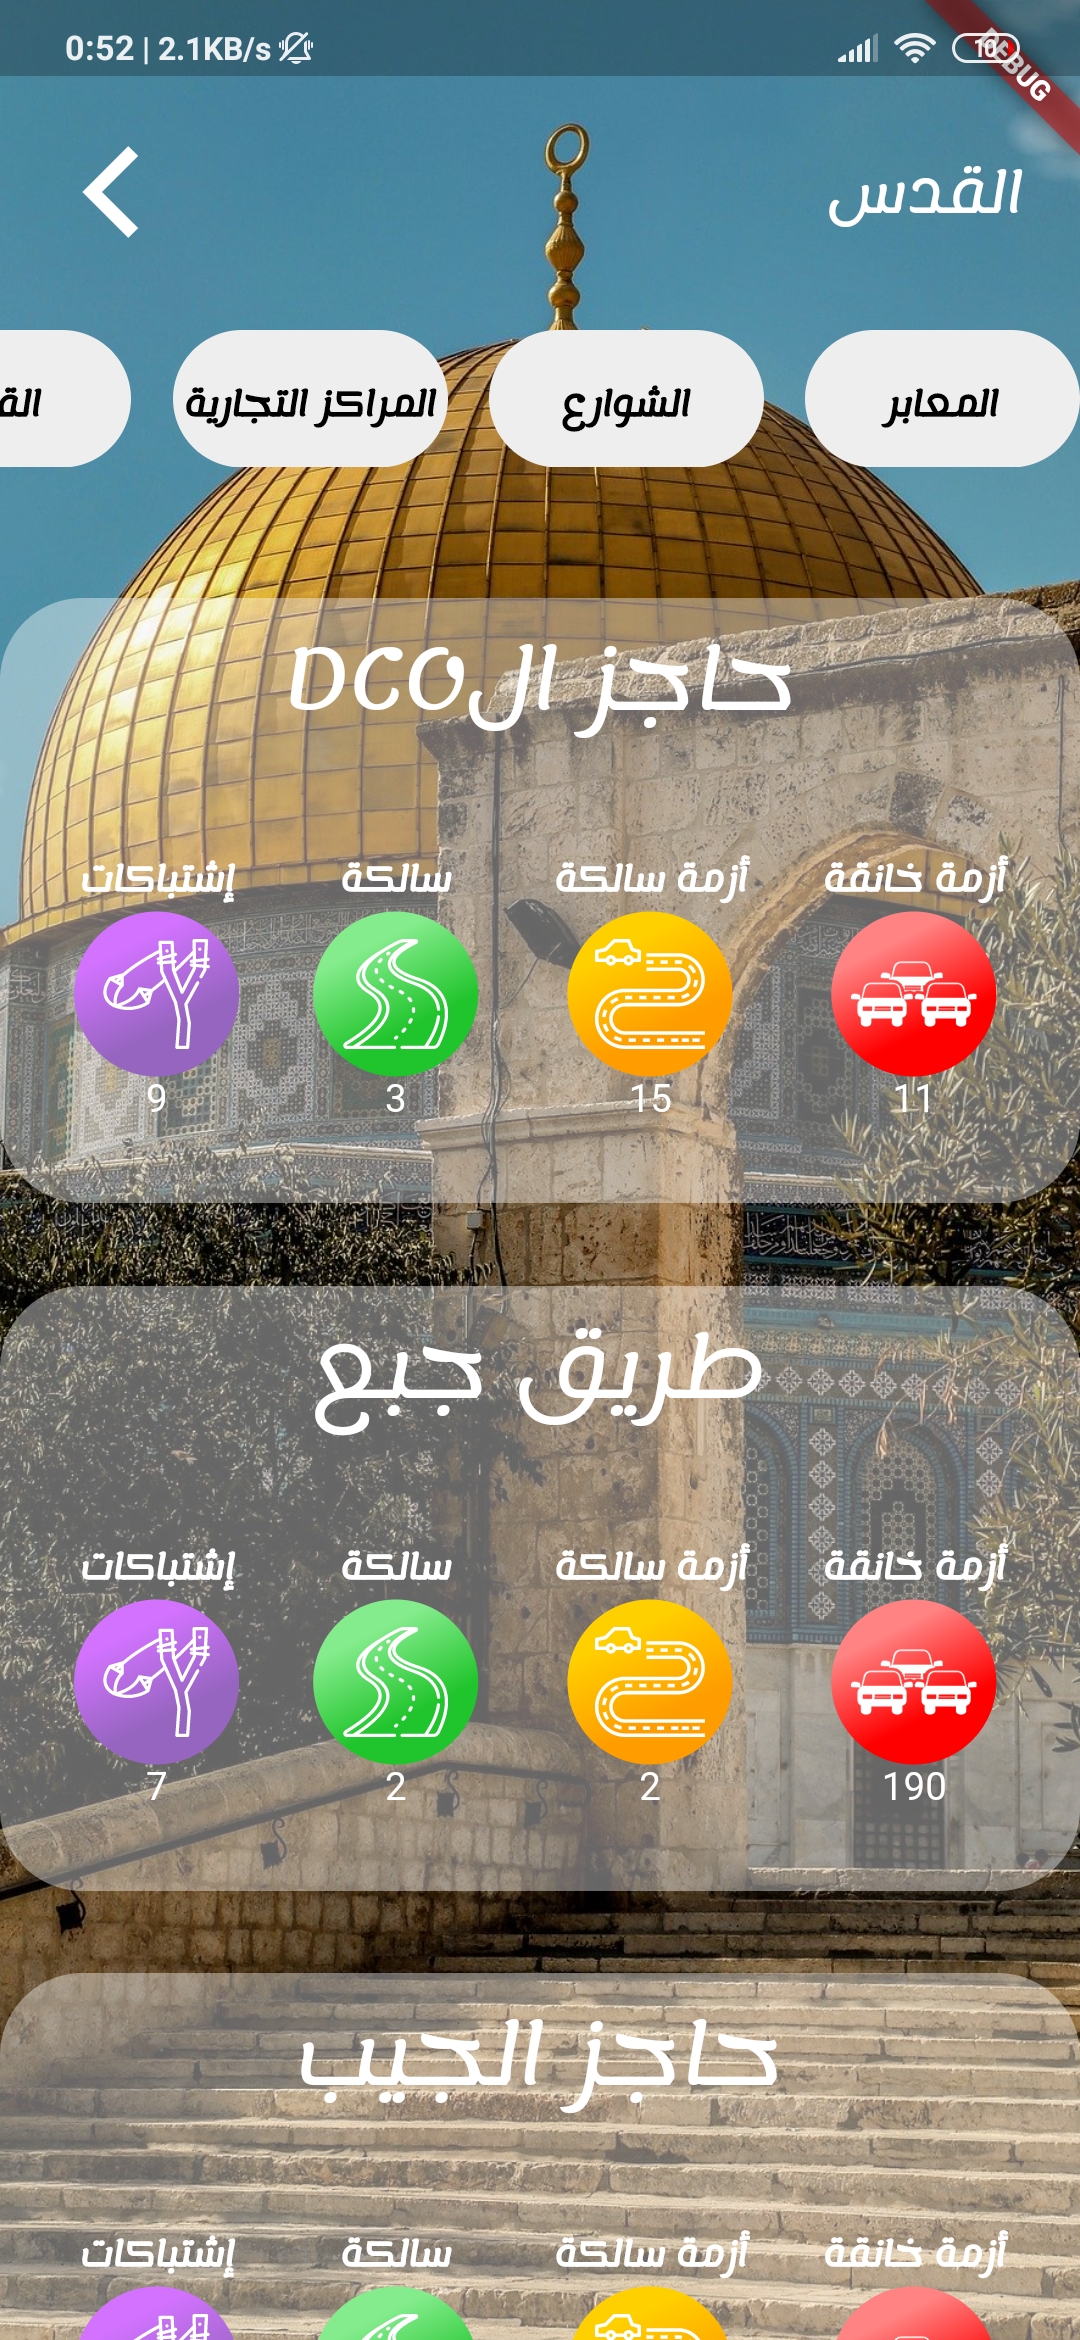 0:52 | 2.1KB/s
10
DEBUG
القدس
المعابر
الشوارع
المراكز التجارية
الق
حاجز الDCO
أزمة خانقة
أزمة سالكة
سالكة
إشتباكات
11
15
3
9
طريق جبع
أزمة خانقة
أزمة سالكة
سالكة
إشتباكات
190
2
2
7
حاجز الجيب
أزمة خانقة
أزمة سالكة
سالكة
إشتباكات